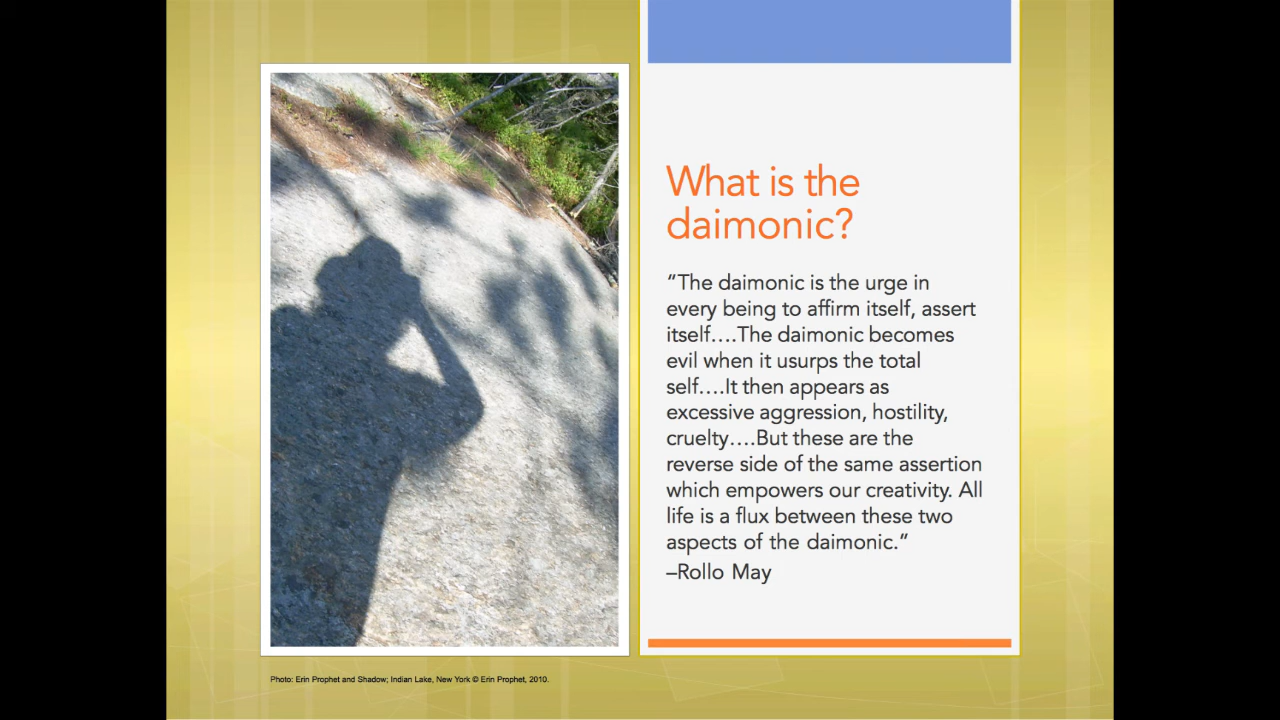 What is the
daimonic?
“The daimonic is the urge in
every being to affirm itself, assert
itself….The daimonic becomes
evil when it usurps the total
self….It then appears as
excessive aggression, hostility,
cruelty….But these are the
reverse side of the same assertion
which empowers our creativity. All
life is a flux between these two
aspects of the daimonic.”
–Rollo May
Photo: Erin Prophet and Shadow; Indian Lake, New York © Erin Prophet, 2010.